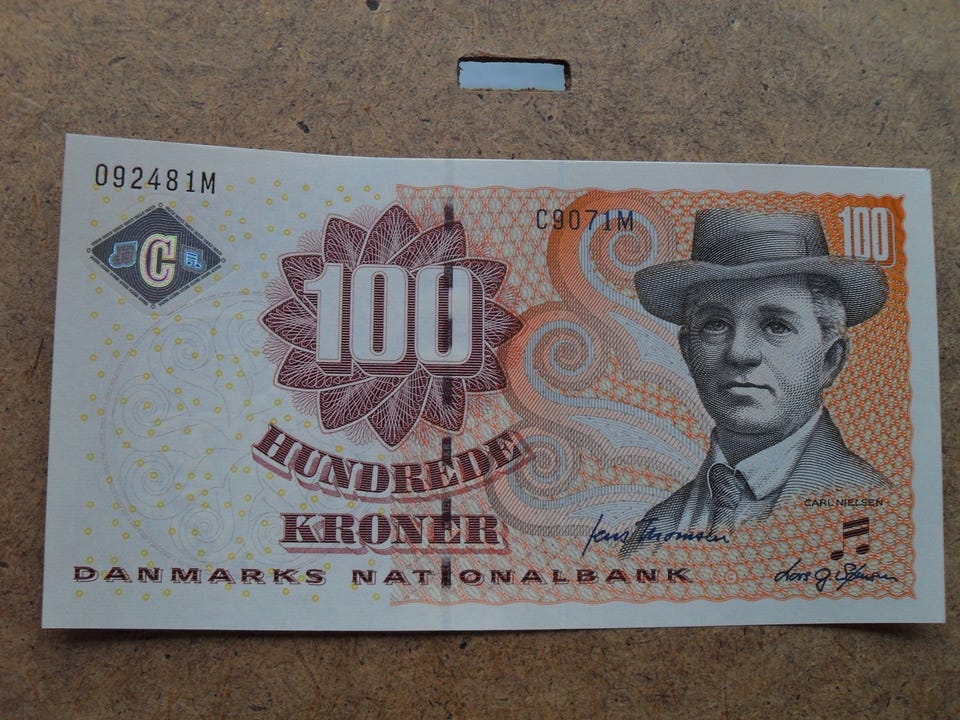 092481M
C9071M
100
C
100
HUNDREDE
KRONER
CARL NIELSEN
DANMARKS NATIONALBANK